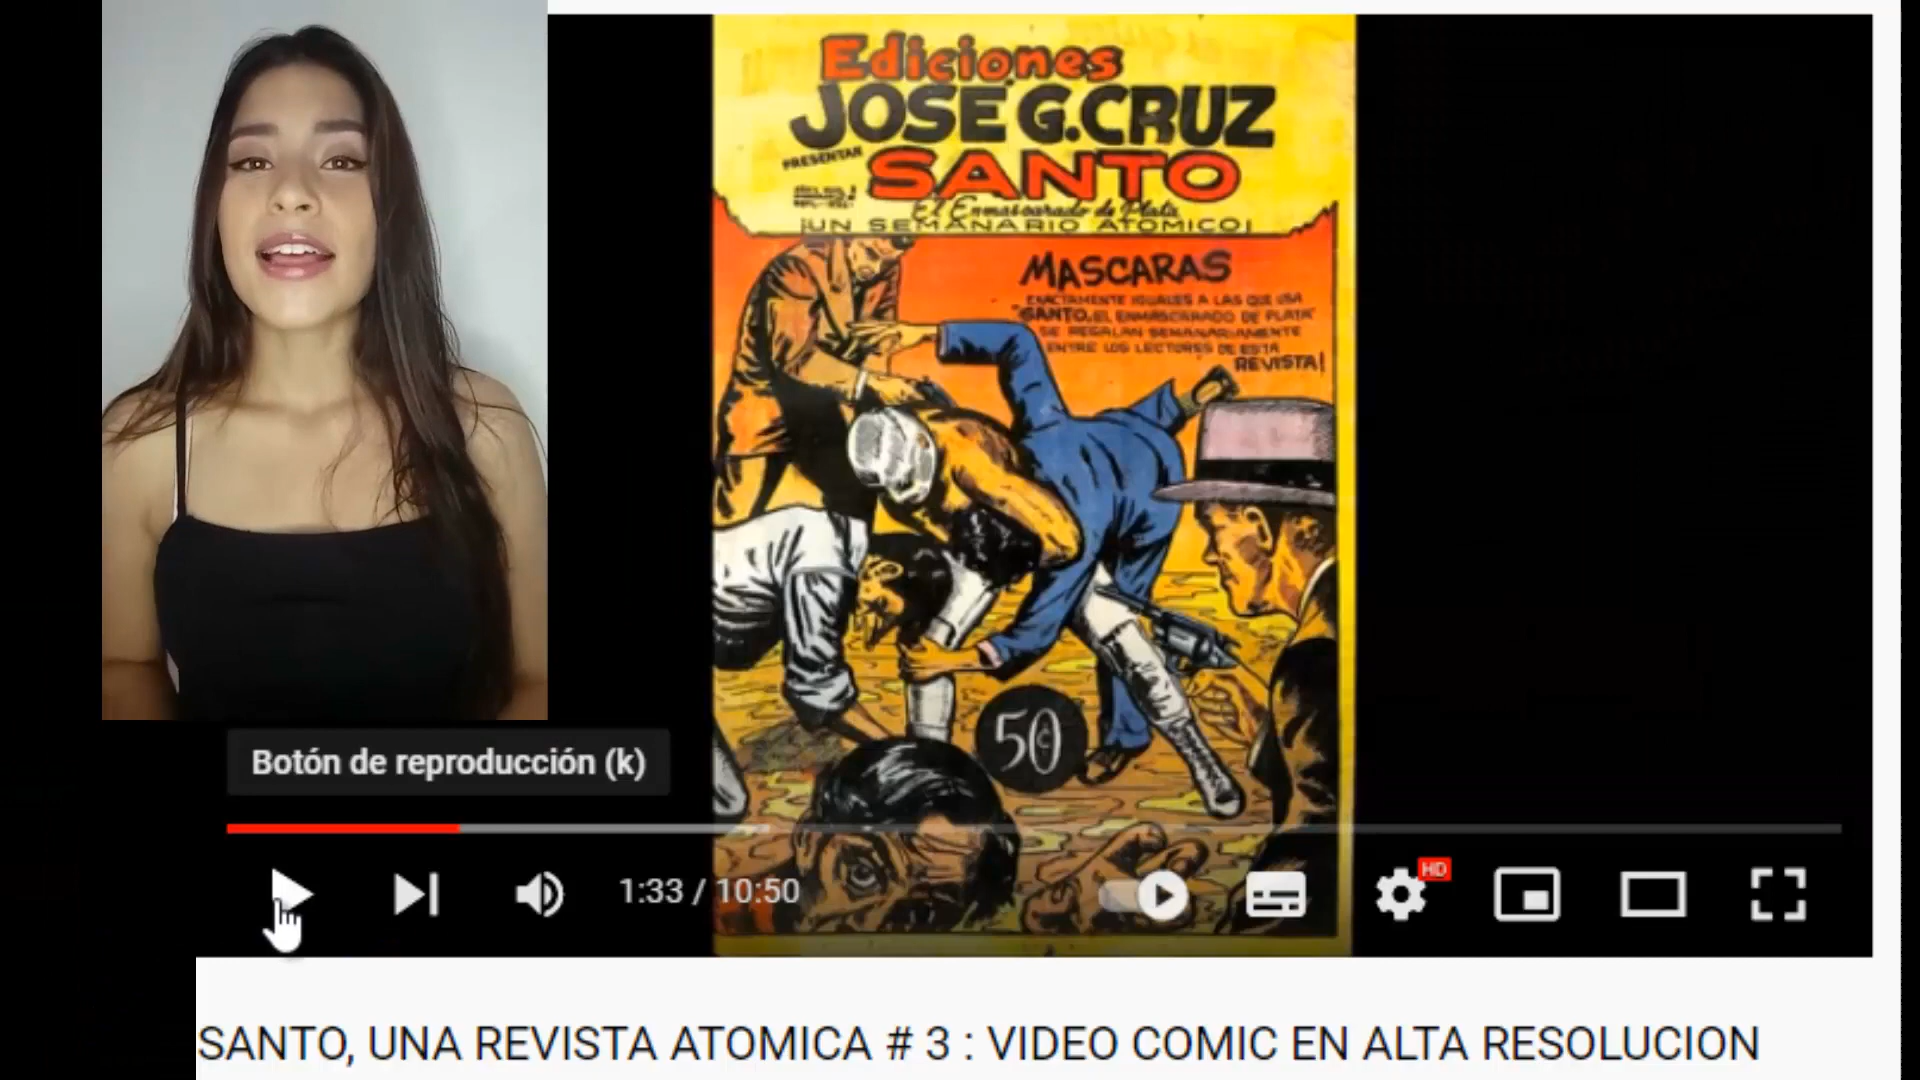 Ediciones
JOSE G. CRUZ
PRESENTAN
SANTO
El Enmascarado de Plata
¡UN SEMANARIO ATOMICO!
MASCARAS
EXACTAMENTE IGUALES A LAS QUE USA
"SANTO, EL ENMASCARADO DE PLATA"
SE REGALAN SEMANARIAMENTE
ENTRE LOS LECTORES DE ESTA
REVISTA!
50¢
Botón de reproducción (k)
1:33 / 10:50
HD
SANTO, UNA REVISTA ATOMICA # 3 : VIDEO COMIC EN ALTA RESOLUCION